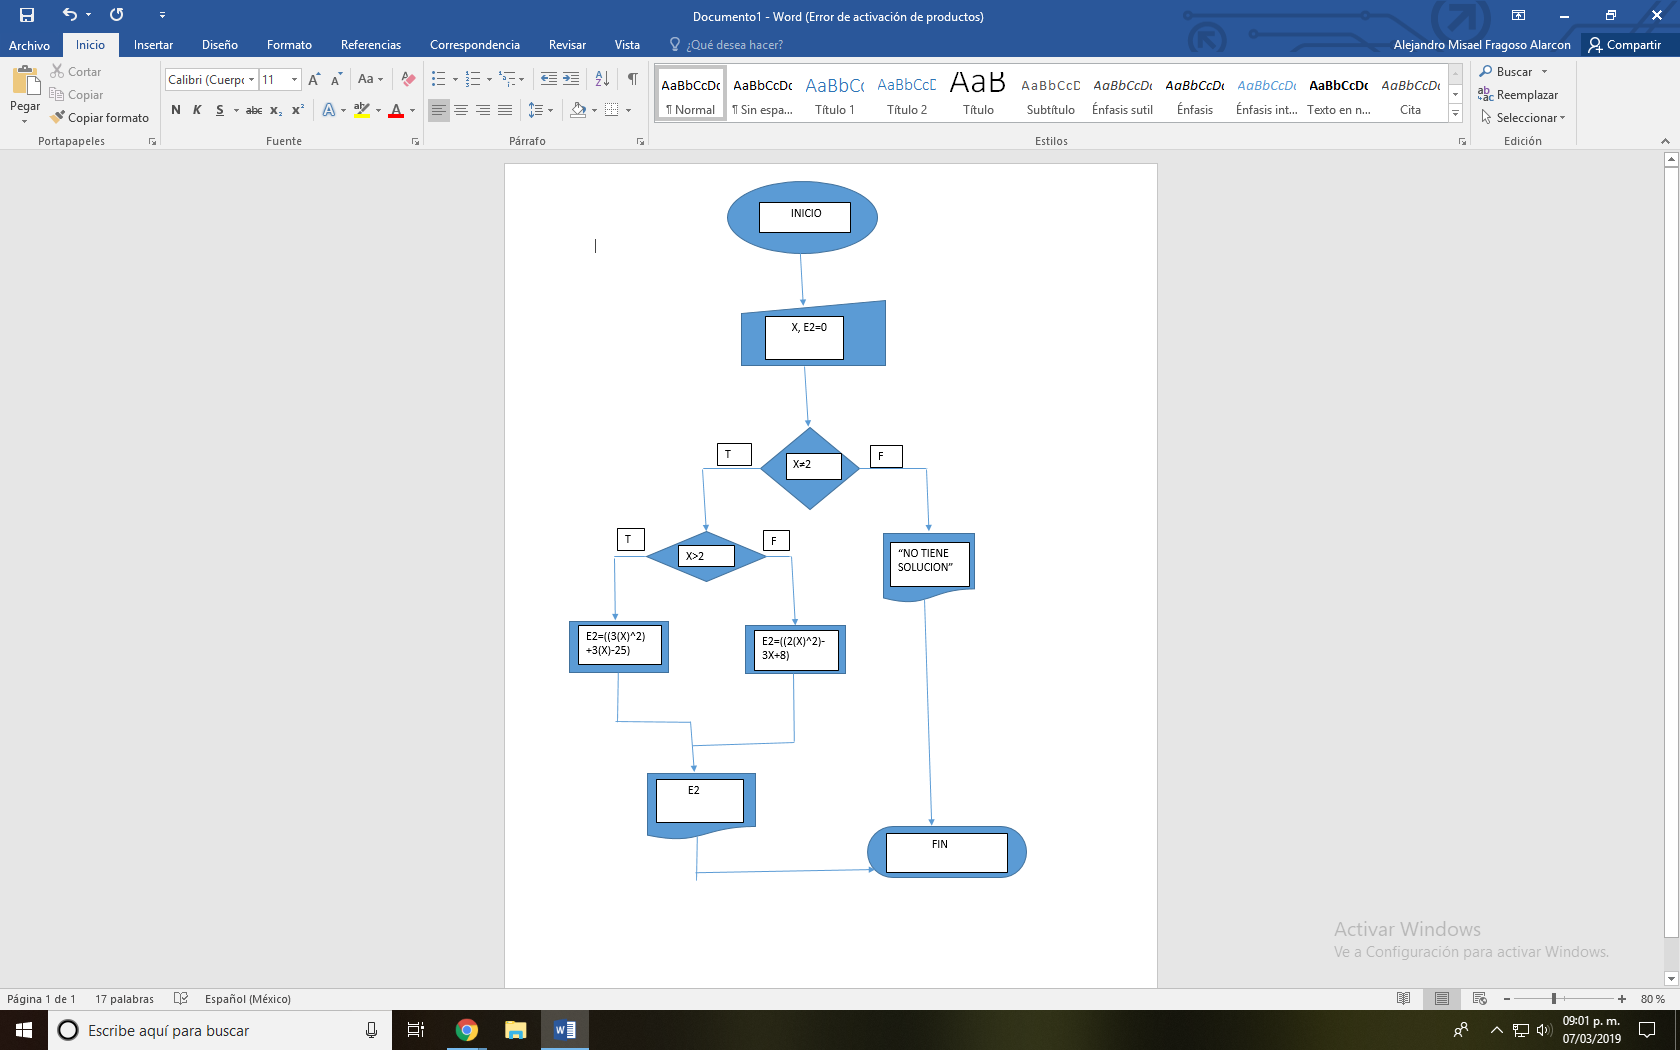 Documento1 - Word (Error de activación de productos)
Archivo Inicio Insertar Diseño Formato Referencias Correspondencia Revisar Vista ¿Qué desea hacer? Alejandro Misael Fragoso Alarcon Compartir
Pegar
Cortar
Copiar
Copiar formato
Portapapeles
Calibri (Cuerpo 11
Aa
N K S abc x₂ x² A ab A
Fuente
Párrafo
AaBbCcDc AaBbCcDc AaBbCc AaBbCcD AaB AaBbCcD AaBbCcDc AaBbCcDc AaBbCcDc AaBbCcDc AaBbCcDc
¶ Normal ¶ Sin espa... Título 1 Título 2 Título Subtítulo Énfasis sutil Énfasis Énfasis int... Texto en n... Cita
Estilos
Buscar
Reemplazar
Seleccionar
Edición
INICIO
X, E2=0
T
X≠2
F
T
X>2
F
“NO TIENE
SOLUCION”
E2=((3(X)^2)
+3(X)-25)
E2=((2(X)^2)-
3X+8)
E2
FIN
Activar Windows
Ve a Configuración para activar Windows.
Página 1 de 1 17 palabras Español (México) 80 %
Escribe aquí para buscar
09:01 p. m.
07/03/2019